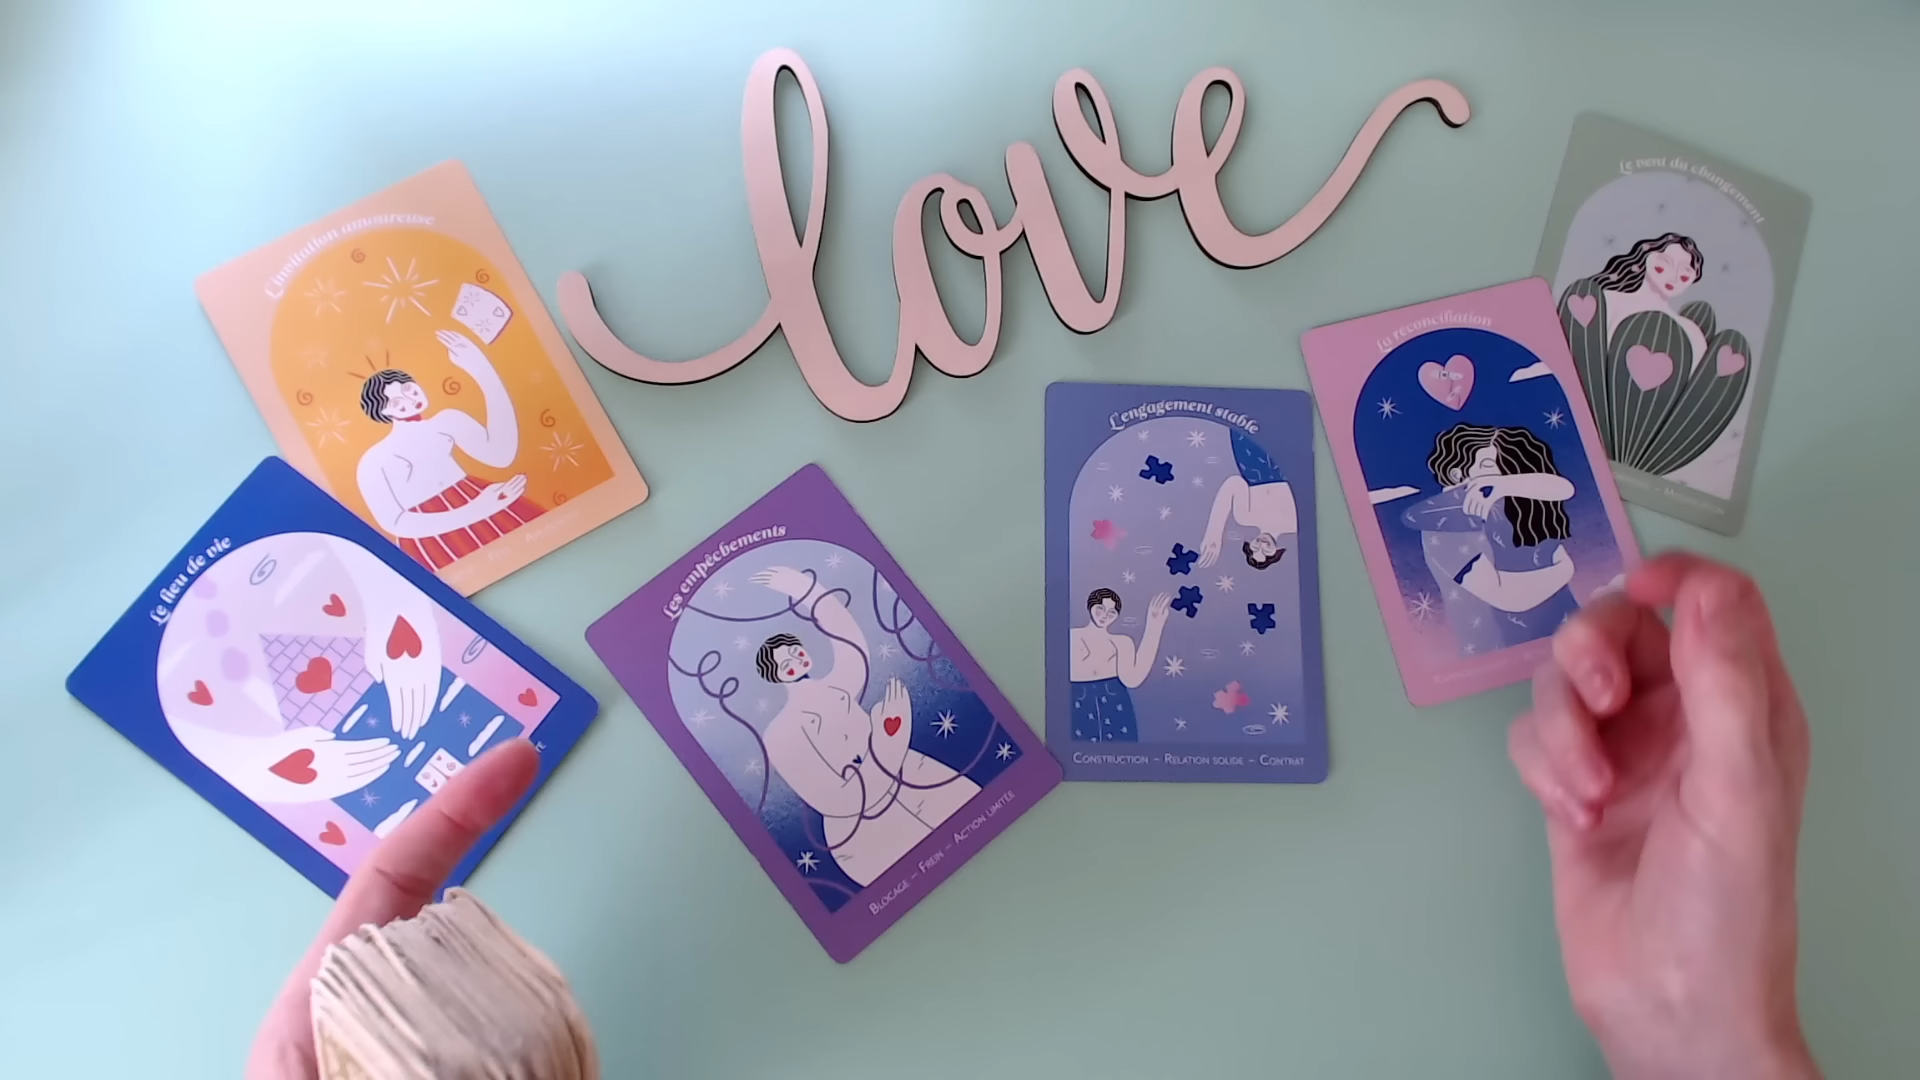 love
L'invitation amoureuse
Le lieu de vie
Les empêchements
Blocage – Frein – Action limitée
L'engagement stable
Construction – Relation solide – Contrat
La réconciliation
Le vent du changement